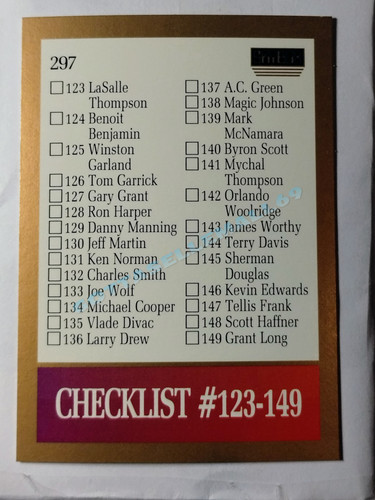 297
123 LaSalle
Thompson
124 Benoit
Benjamin
125 Winston
Garland
126 Tom Garrick
127 Gary Grant
128 Ron Harper
129 Danny Manning
130 Jeff Martin
131 Ken Norman
132 Charles Smith
133 Joe Wolf
134 Michael Cooper
135 Vlade Divac
136 Larry Drew
137 A.C. Green
138 Magic Johnson
139 Mark
McNamara
140 Byron Scott
141 Mychal
Thompson
142 Orlando
Woolridge
143 James Worthy
144 Terry Davis
145 Sherman
Douglas
146 Kevin Edwards
147 Tellis Frank
148 Scott Haffner
149 Grant Long
CHECKLIST #123-149